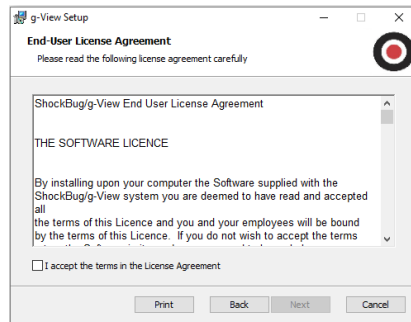 g-View Setup
End-User License Agreement
Please read the following license agreement carefully
ShockBug/g-View End User License Agreement
THE SOFTWARE LICENCE
By installing upon your computer the Software supplied with the
ShockBug/g-View system you are deemed to have read and accepted
all
the terms of this Licence and you and your employees will be bound
by the terms of this Licence. If you do not wish to accept the terms
I accept the terms in the License Agreement
Print Back Next Cancel